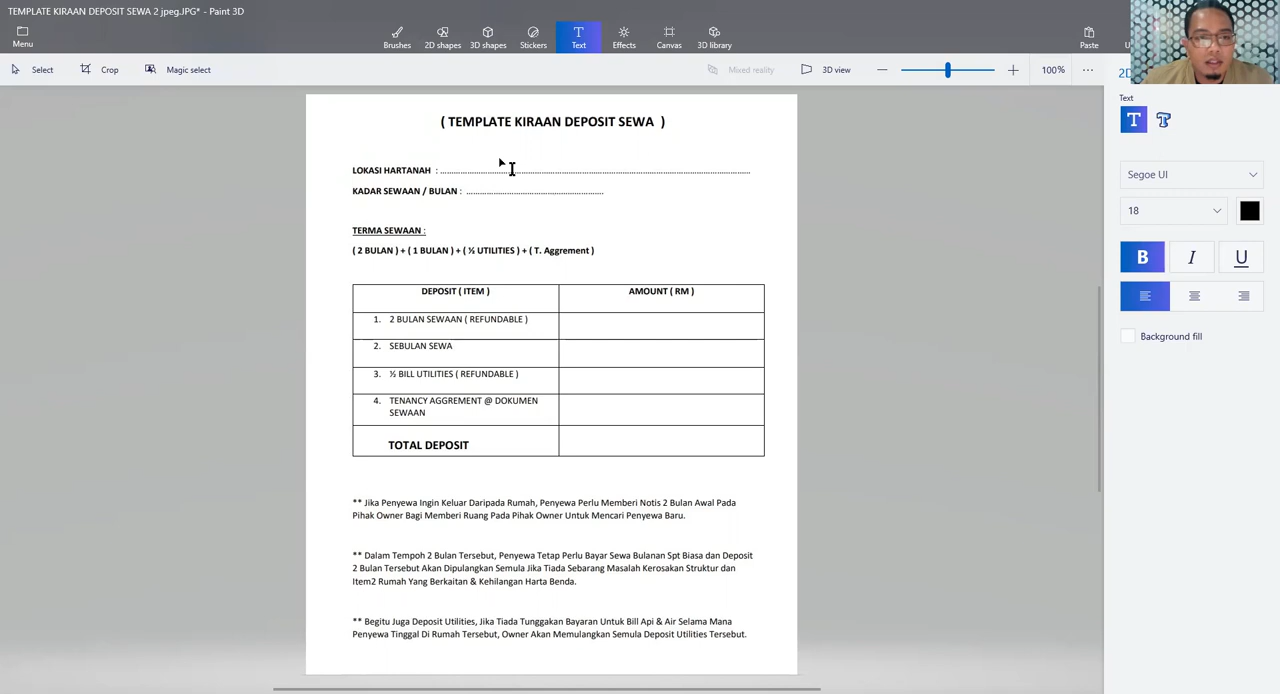 TEMPLATE KIRAAN DEPOSIT SEWA 2 jpeg.JPG* - Paint 3D
Menu
Brushes
2D shapes
3D shapes
Stickers
Text
Effects
Canvas
3D library
Paste
Select
Crop
Magic select
Mixed reality
3D view
100%
( TEMPLATE KIRAAN DEPOSIT SEWA )
LOKASI HARTANAH :
KADAR SEWAAN / BULAN :
TERMA SEWAAN :
( 2 BULAN ) + ( 1 BULAN ) + ( ½ UTILITIES ) + ( T. Aggrement )
DEPOSIT ( ITEM ) AMOUNT ( RM )
1. 2 BULAN SEWAAN ( REFUNDABLE )
2. SEBULAN SEWA
3. ½ BILL UTILITIES ( REFUNDABLE )
4. TENANCY AGGREMENT @ DOKUMEN
SEWAAN
TOTAL DEPOSIT
** Jika Penyewa Ingin Keluar Daripada Rumah, Penyewa Perlu Memberi Notis 2 Bulan Awal Pada
Pihak Owner Bagi Memberi Ruang Pada Pihak Owner Untuk Mencari Penyewa Baru.
** Dalam Tempoh 2 Bulan Tersebut, Penyewa Tetap Perlu Bayar Sewa Bulanan Spt Biasa dan Deposit
2 Bulan Tersebut Akan Dipulangkan Semula Jika Tiada Sebarang Masalah Kerosakan Struktur dan
Item2 Rumah Yang Berkaitan & Kehilangan Harta Benda.
** Begitu Juga Deposit Utilities, Jika Tiada Tunggakan Bayaran Untuk Bill Api & Air Selama Mana
Penyewa Tinggal Di Rumah Tersebut, Owner Akan Memulangkan Semula Deposit Utilities Tersebut.
Text
T T
Segoe UI
18
B I U
Background fill